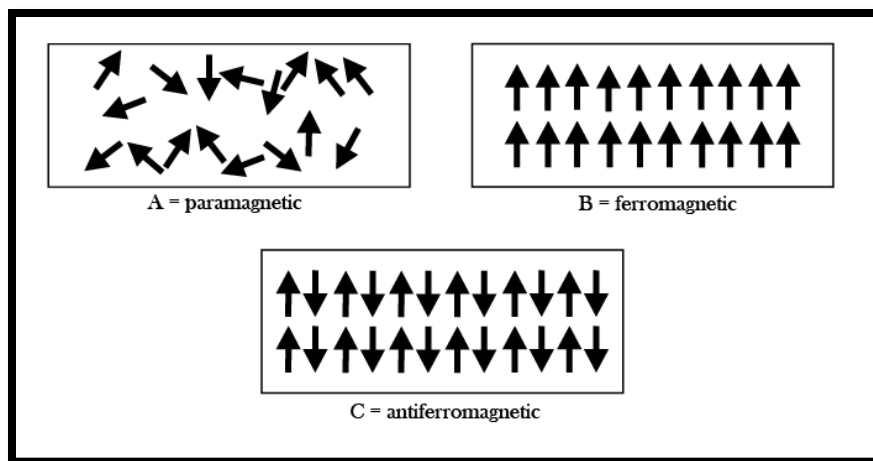 A = paramagnetic
B = ferromagnetic
C = antiferromagnetic